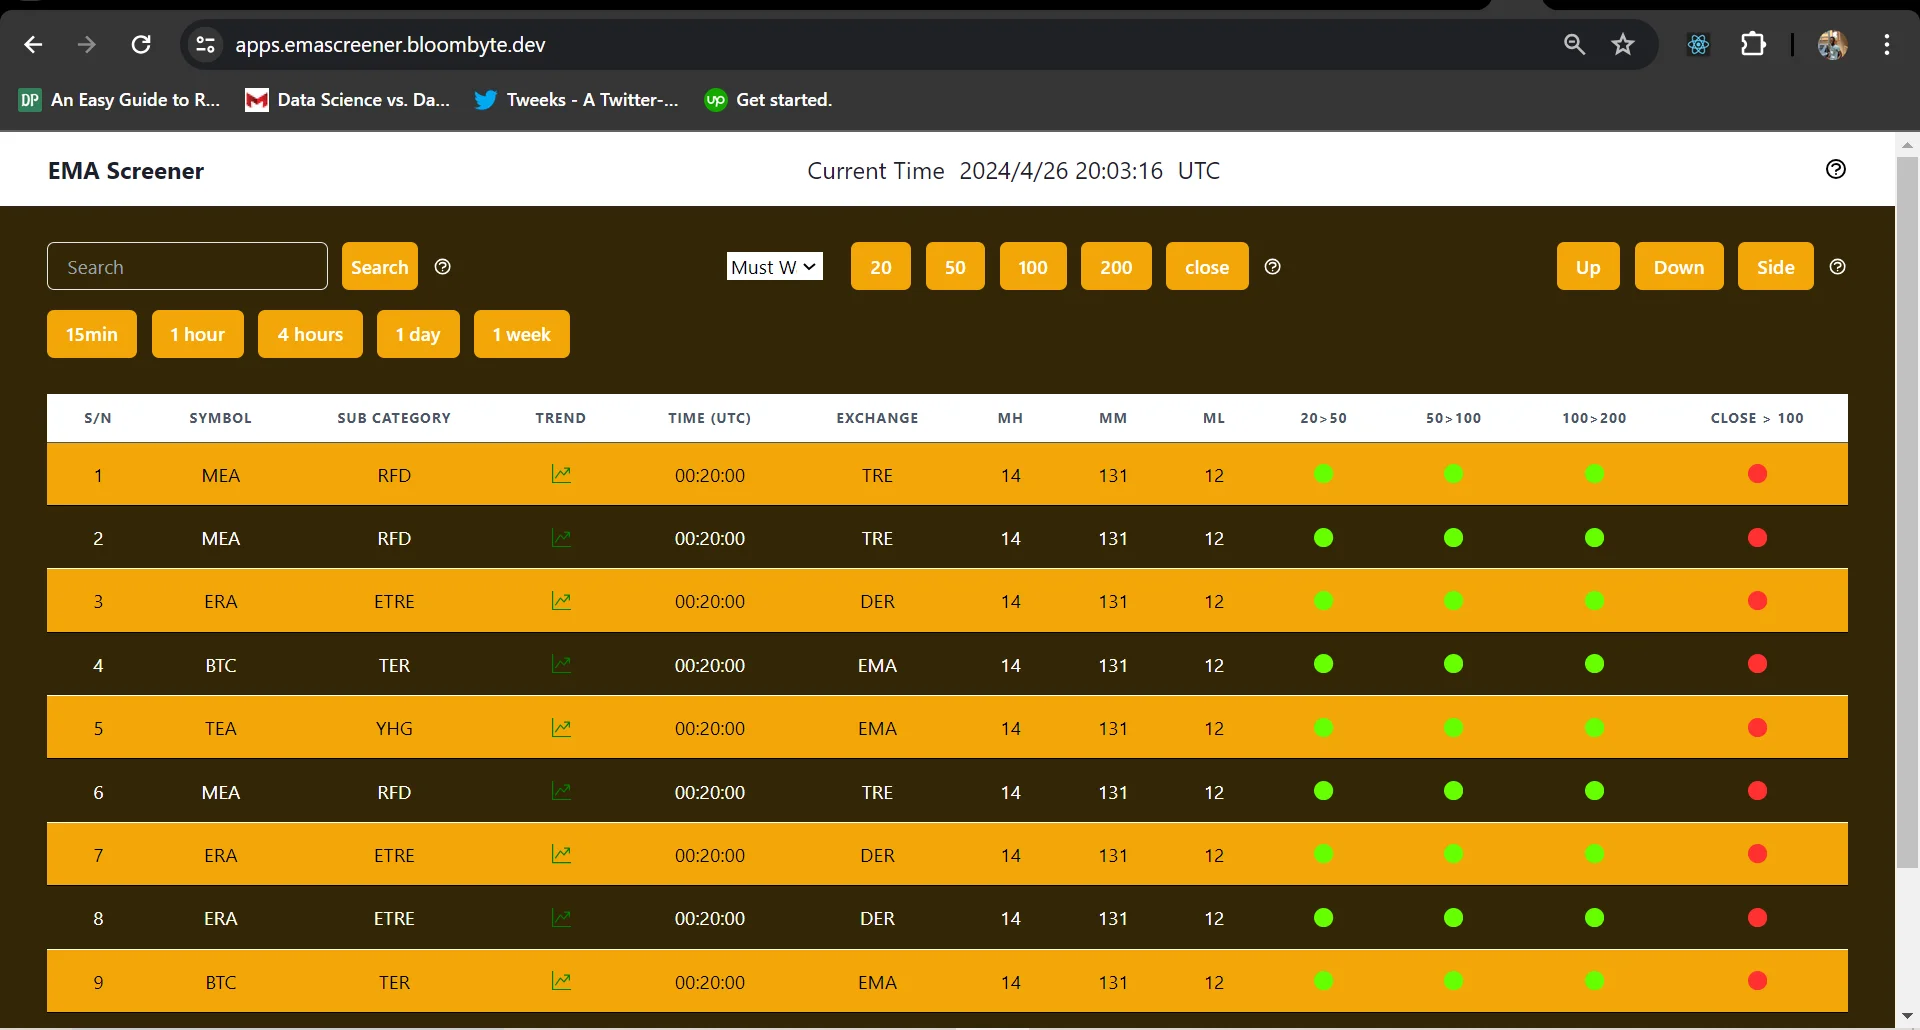 apps.emascreener.bloombyte.dev
DP An Easy Guide to R... Data Science vs. Da... Tweeks - A Twitter-... up Get started.
EMA Screener Current Time 2024/4/26 20:03:16 UTC
Search Search Must W 20 50 100 200 close Up Down Side
15min 1 hour 4 hours 1 day 1 week
S/N SYMBOL SUB CATEGORY TREND TIME (UTC) EXCHANGE MH MM ML 20>50 50>100 100>200 CLOSE > 100
1 MEA RFD 00:20:00 TRE 14 131 12
2 MEA RFD 00:20:00 TRE 14 131 12
3 ERA ETRE 00:20:00 DER 14 131 12
4 BTC TER 00:20:00 EMA 14 131 12
5 TEA YHG 00:20:00 EMA 14 131 12
6 MEA RFD 00:20:00 TRE 14 131 12
7 ERA ETRE 00:20:00 DER 14 131 12
8 ERA ETRE 00:20:00 DER 14 131 12
9 BTC TER 00:20:00 EMA 14 131 12